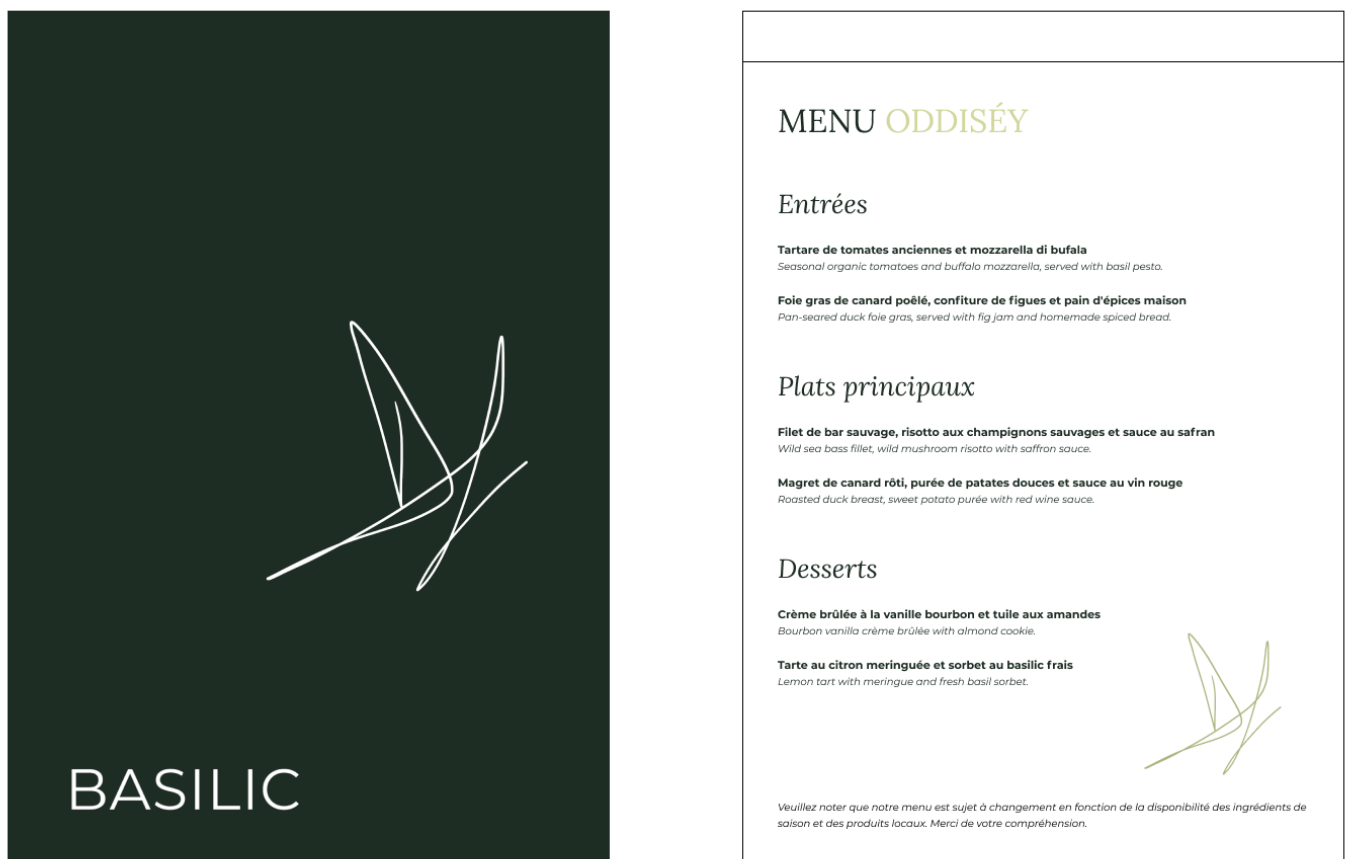 BASILIC
MENU ODDISÉY
Entrées
Tartare de tomates anciennes et mozzarella di bufala
Seasonal organic tomatoes and buffalo mozzarella, served with basil pesto.
Foie gras de canard poêlé, confiture de figues et pain d'épices maison
Pan-seared duck foie gras, served with fig jam and homemade spiced bread.
Plats principaux
Filet de bar sauvage, risotto aux champignons sauvages et sauce au safran
Wild sea bass fillet, wild mushroom risotto with saffron sauce.
Magret de canard rôti, purée de patates douces et sauce au vin rouge
Roasted duck breast, sweet potato purée with red wine sauce.
Desserts
Crème brûlée à la vanille bourbon et tuile aux amandes
Bourbon vanilla crème brûlée with almond cookie.
Tarte au citron meringuée et sorbet au basilic frais
Lemon tart with meringue and fresh basil sorbet.
Veuillez noter que notre menu est sujet à changement en fonction de la disponibilité des ingrédients de
saison et des produits locaux. Merci de votre compréhension.